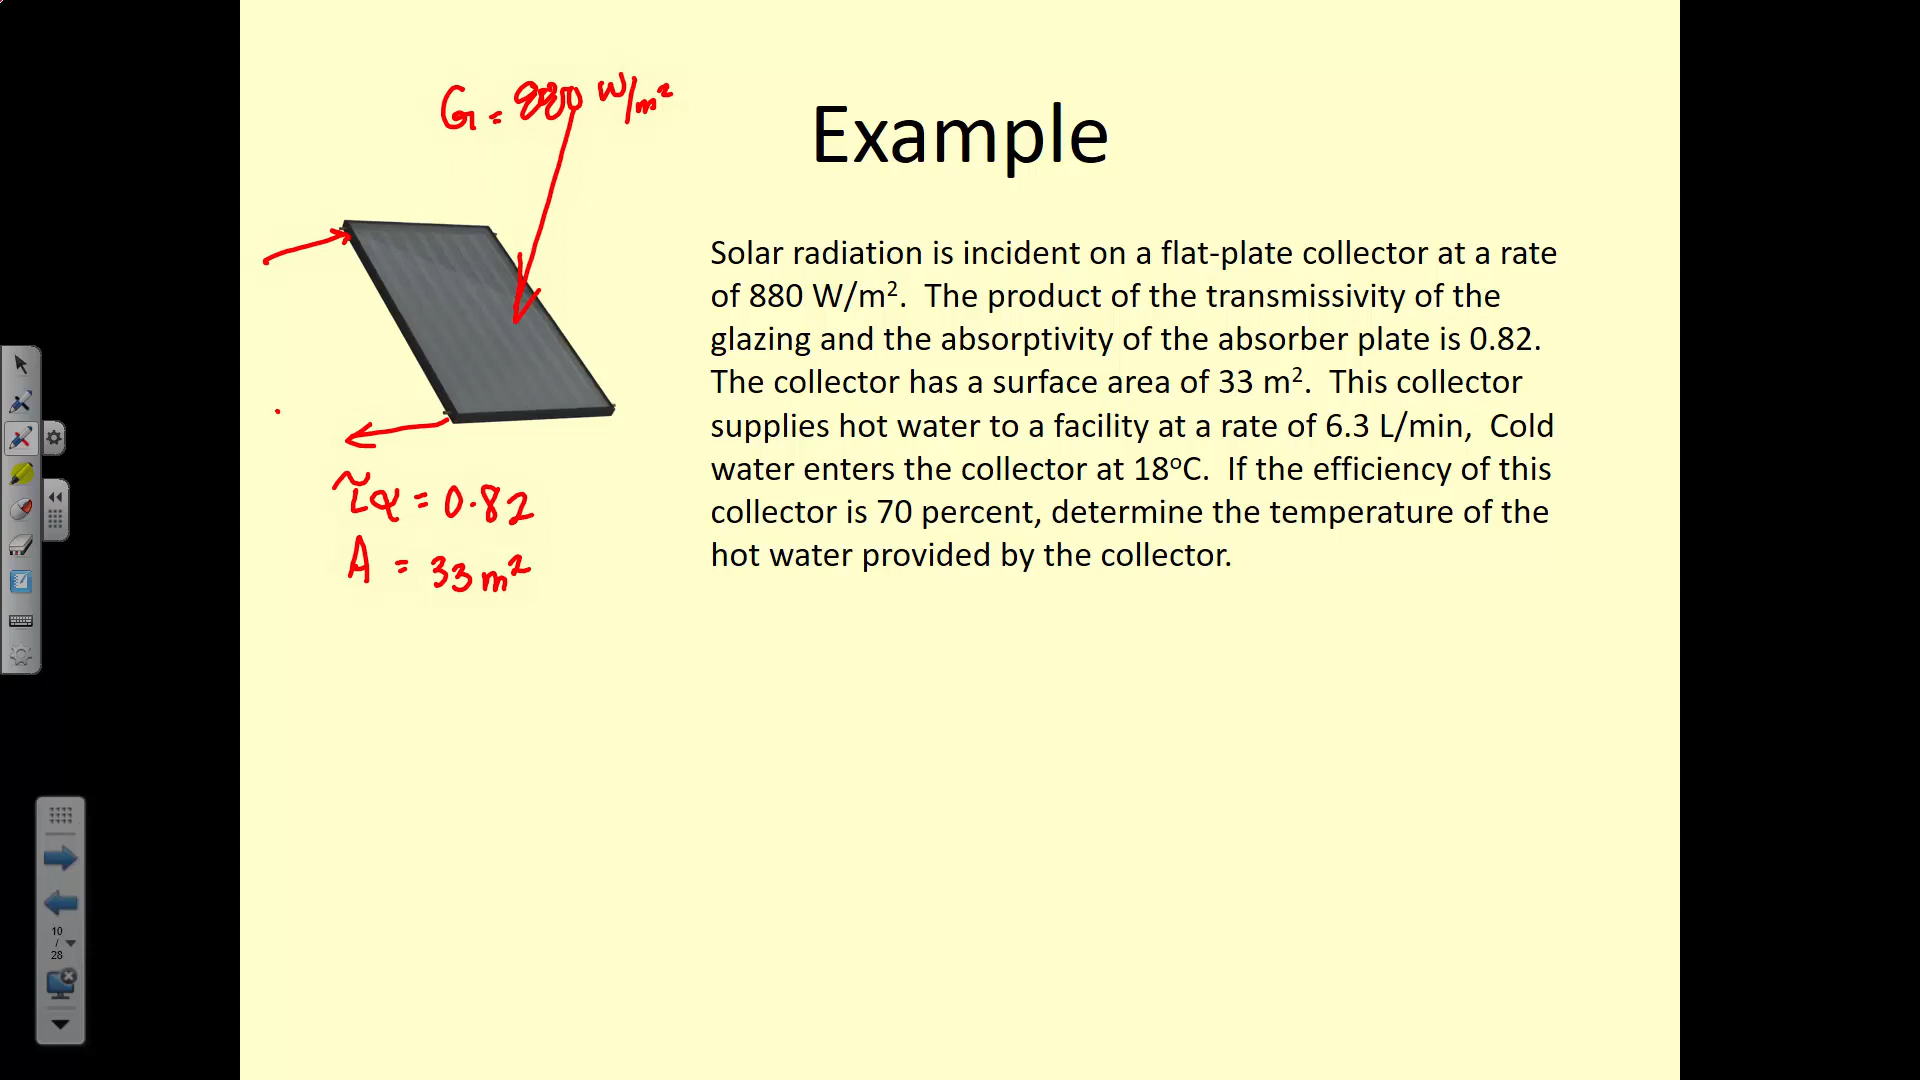 G = 880 W/m²
Example
Solar radiation is incident on a flat-plate collector at a rate
of 880 W/m². The product of the transmissivity of the
glazing and the absorptivity of the absorber plate is 0.82.
The collector has a surface area of 33 m². This collector
supplies hot water to a facility at a rate of 6.3 L/min, Cold
water enters the collector at 18ºC. If the efficiency of this
collector is 70 percent, determine the temperature of the
hot water provided by the collector.
τα = 0.82
A = 33 m²
10
/
28